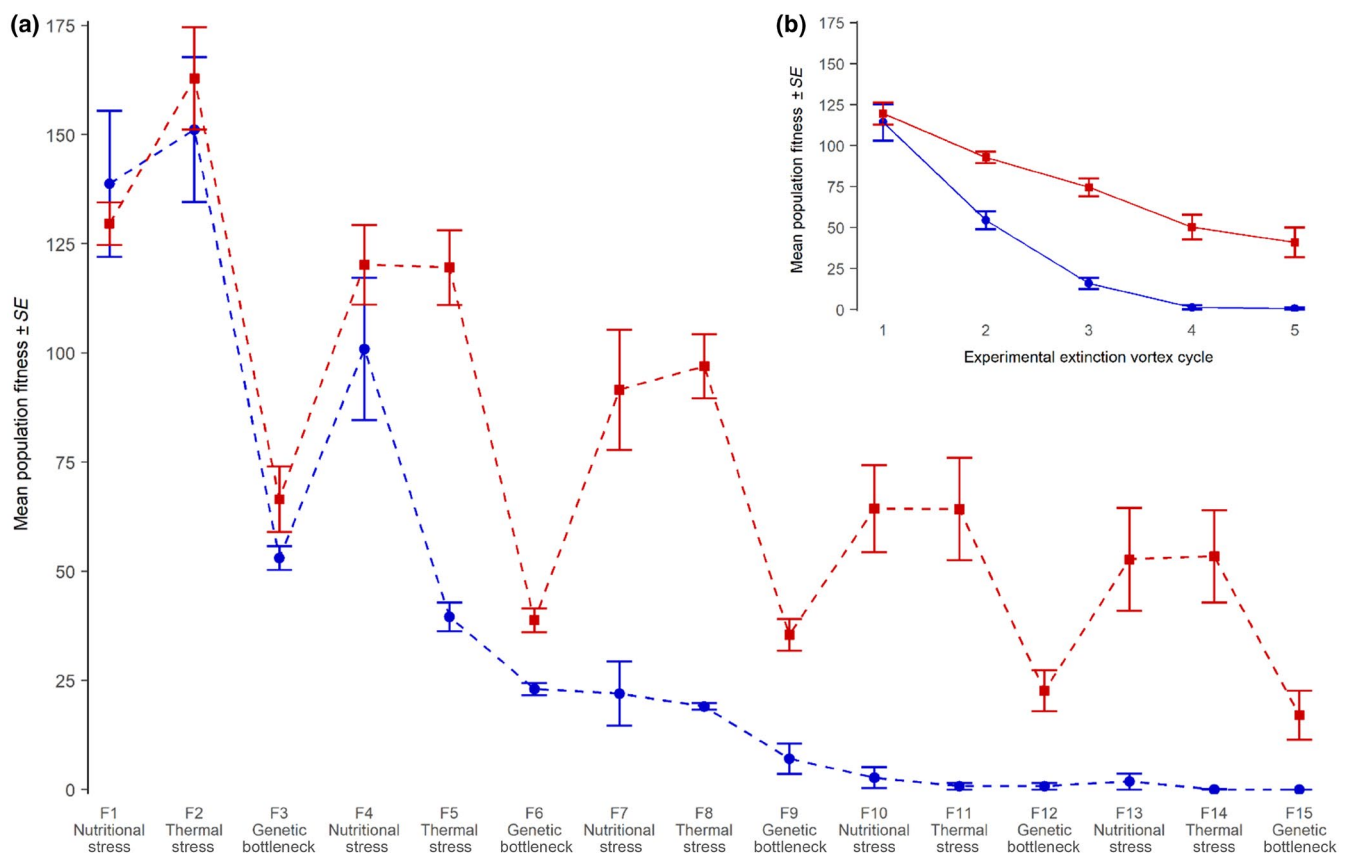 (a)
175
150
125
100
75
50
25
0
Mean population fitness ± SE
F1
Nutritional
stress
F2
Thermal
stress
F3
Genetic
bottleneck
F4
Nutritional
stress
F5
Thermal
stress
F6
Genetic
bottleneck
F7
Nutritional
stress
F8
Thermal
stress
F9
Genetic
bottleneck
F10
Nutritional
stress
F11
Thermal
stress
F12
Genetic
bottleneck
F13
Nutritional
stress
F14
Thermal
stress
F15
Genetic
bottleneck
(b)
175
150
125
100
75
50
25
0
Mean population fitness ± SE
1
2
3
4
5
Experimental extinction vortex cycle